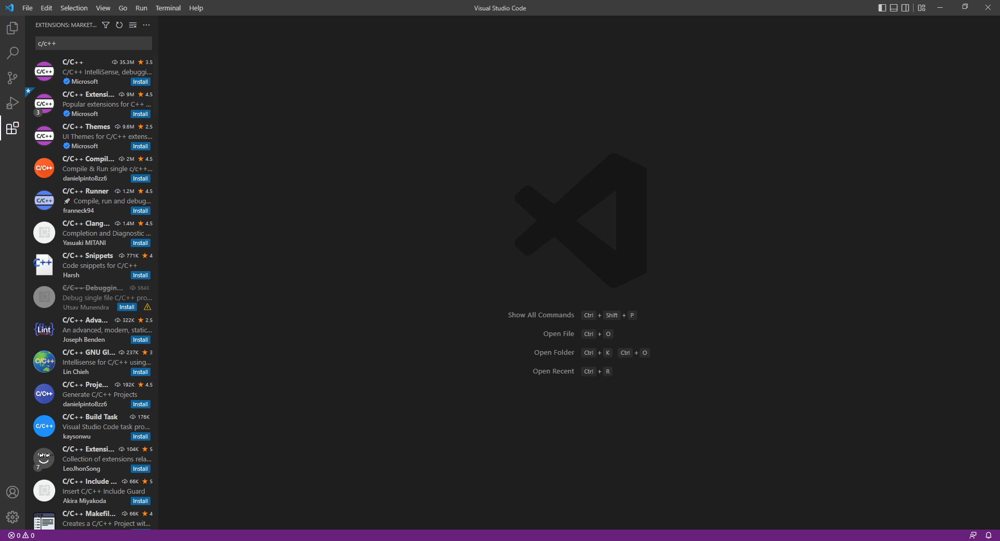 File Edit Selection View Go Run Terminal Help
Visual Studio Code
EXTENSIONS: MARKET...
c/c++
C/C++ 35.3M 3.5
C/C++ IntelliSense, debuggi...
Microsoft Install
C/C++ Extensi... 9M 4.5
Popular extensions for C++ ...
3 Microsoft Install
C/C++ Themes 9.6M 2.5
UI Themes for C/C++ extens...
Microsoft Install
C/C++ Compil... 2M 4.5
Compile & Run single c/c++...
danielpinto8zz6 Install
C/C++ Runner 1.2M 4.5
Compile, run and debug...
franneck94 Install
C/C++ Clang... 1.4M 4.5
Completion and Diagnostic ...
Yasuaki MITANI Install
C/C++ Snippets 771K 4
Code snippets for C/C++
Harsh Install
C/C++ Debuggin... 564K
Debug single file C/C++ pro...
Utsav Munendra Install
C/C++ Adva... 322K 2.5
An advanced, modern, static...
Joseph Benden Install
C/C++ GNU Gl... 237K 3
Intellisense for C/C++ using...
Lin Chieh Install
C/C++ Proje... 192K 4.5
Generate C/C++ Projects
danielpinto8zz6 Install
C/C++ Build Task 176K
Visual Studio Code task pro...
kaysonwu Install
C/C++ Extensi... 104K 5
Collection of extensions rela...
7 LeoJhonSong Install
C/C++ Include ... 66K 5
Insert C/C++ Include Guard
Akira Miyakoda Install
C/C++ Makefil... 66K 4
Creates a C/C++ Project wit...
C/C++
C/C++
C/C++
C/C++
C/C++
C++
Lint
C/C++
C/C++
C/C++
C/C++
Show All Commands Ctrl + Shift + P
Open File Ctrl + O
Open Folder Ctrl + K Ctrl + O
Open Recent Ctrl + R
0 0